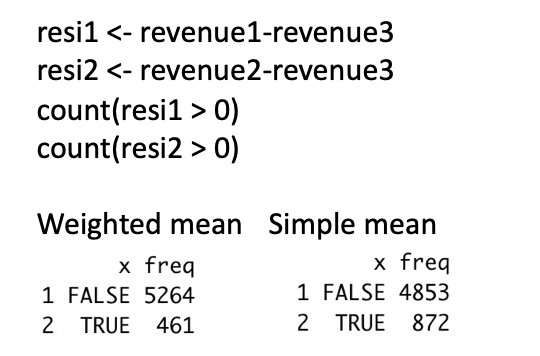 resi1 <- revenue1-revenue3
resi2 <- revenue2-revenue3
count(resi1 > 0)
count(resi2 > 0)
Weighted mean Simple mean
x freq x freq
1 FALSE 5264 1 FALSE 4853
2 TRUE 461 2 TRUE 872